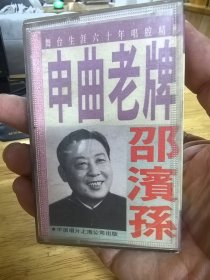 舞台生涯六十年唱腔精
申曲老牌
邵濱孫
中国唱片上海公司出版